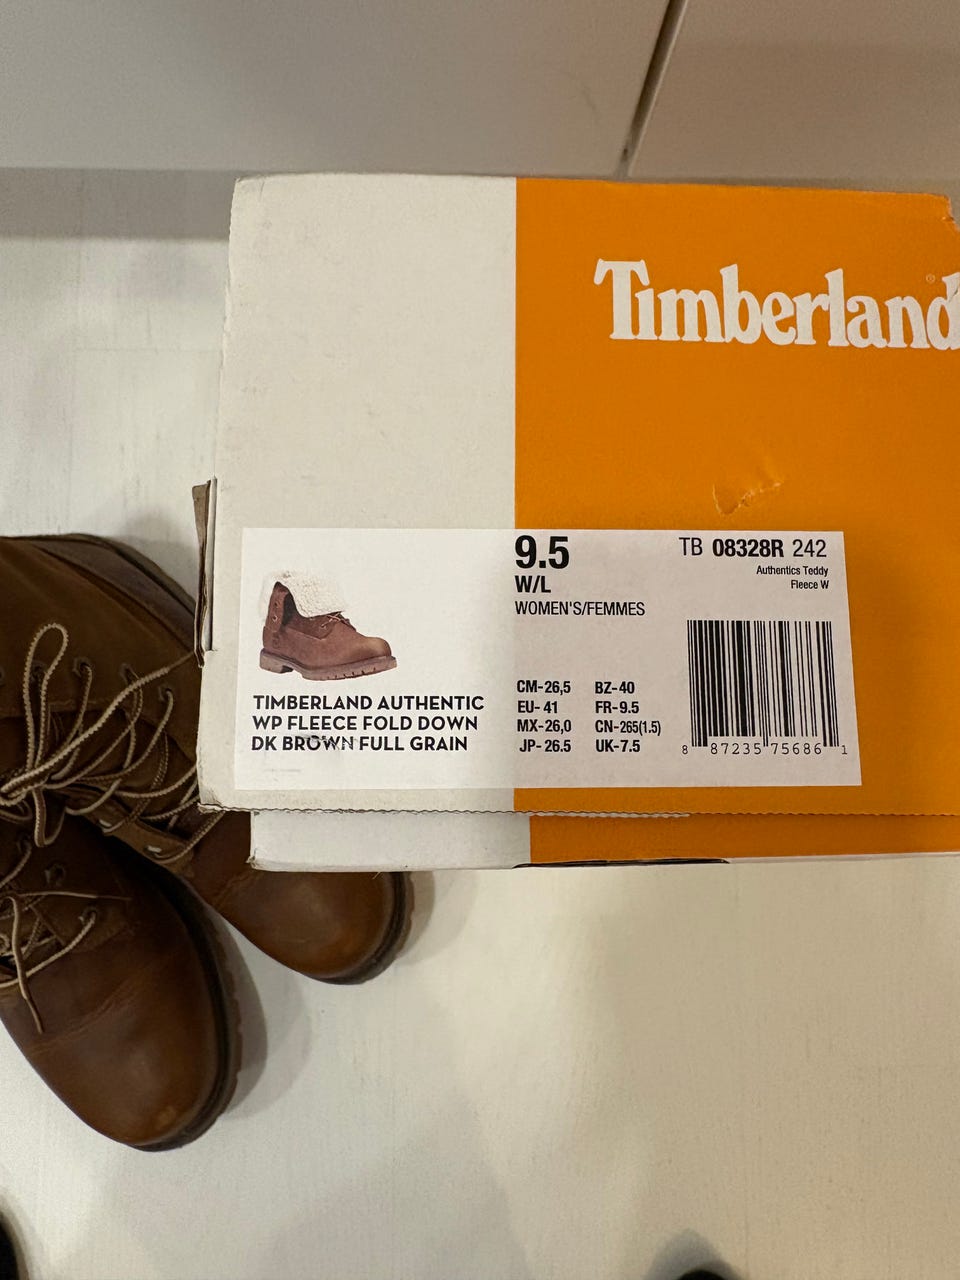 Timberland®
9.5
W/L
WOMEN'S/FEMMES
TB 08328R 242
Authentics Teddy
Fleece W
TIMBERLAND AUTHENTIC
WP FLEECE FOLD DOWN
DK BROWN FULL GRAIN
CM-26,5 BZ-40
EU-41 FR-9.5
MX-26,0 CN-265(1.5)
JP-26.5 UK-7.5
8 87235 75686 1